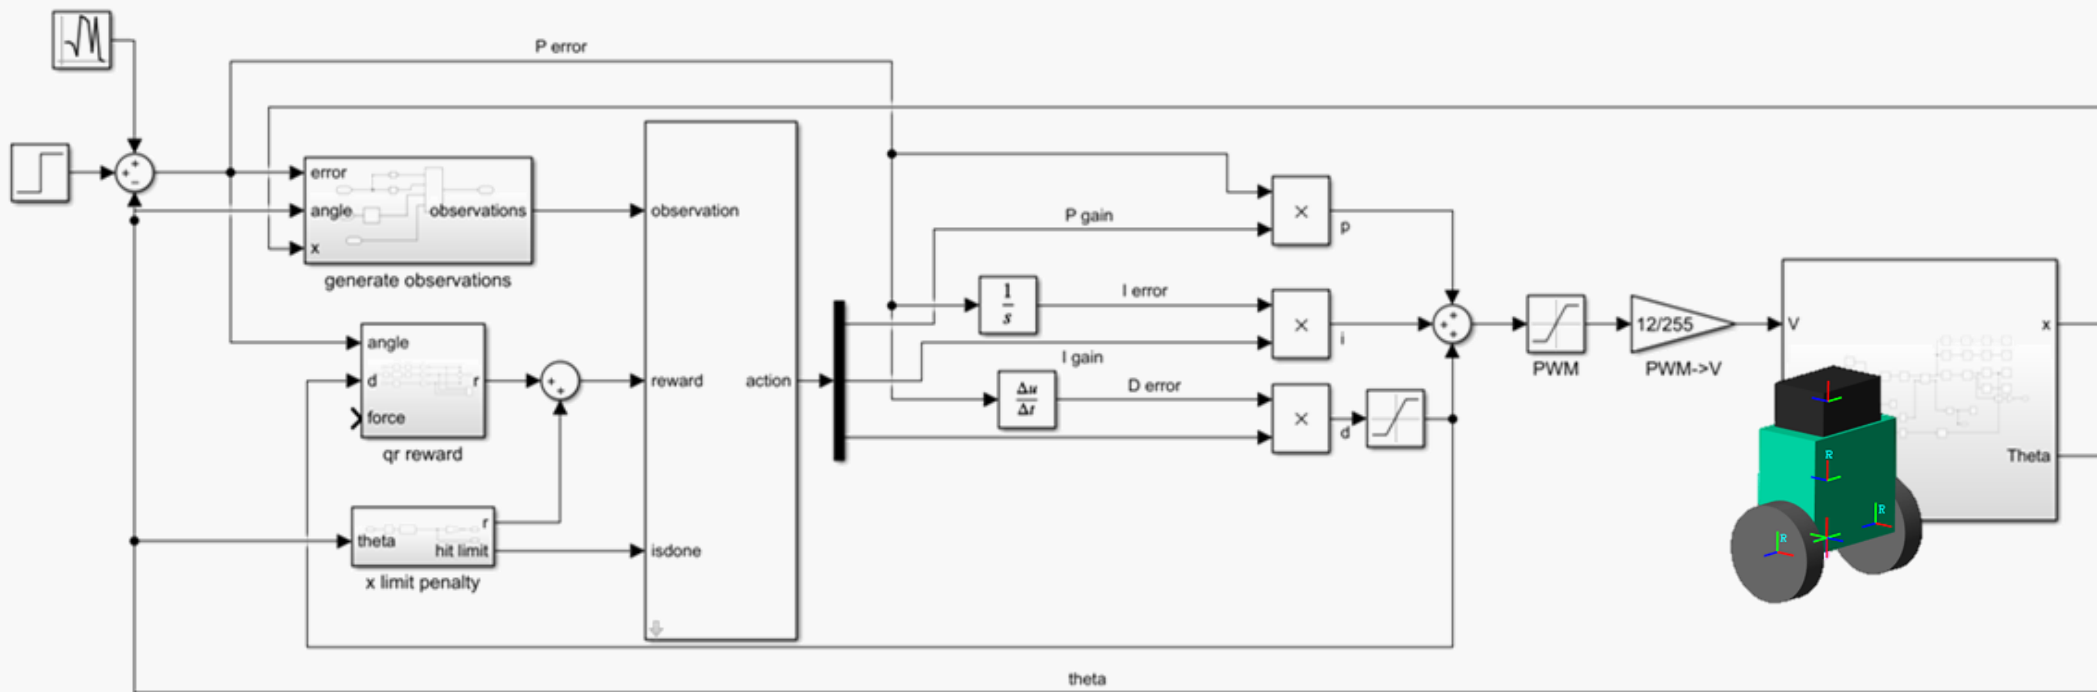 P error
error
angle
observations
x
generate observations
observation
P gain
×
p
1
s
I error
×
i
I gain
Δu
Δt
D error
×
d
angle
d
r
force
qr reward
reward
action
theta
r
hit limit
x limit penalty
isdone
PWM
12/255
PWM->V
V
x
Theta
R
R
R
theta